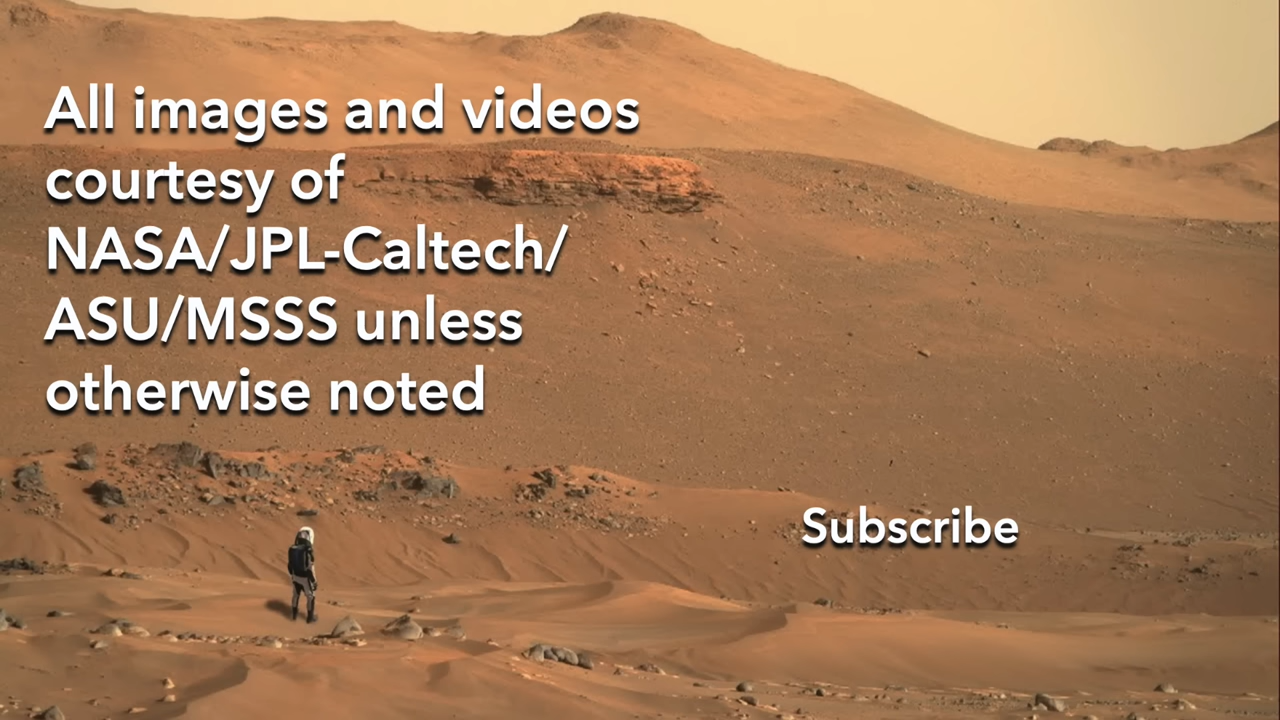 All images and videos
courtesy of
NASA/JPL-Caltech/
ASU/MSSS unless
otherwise noted
Subscribe